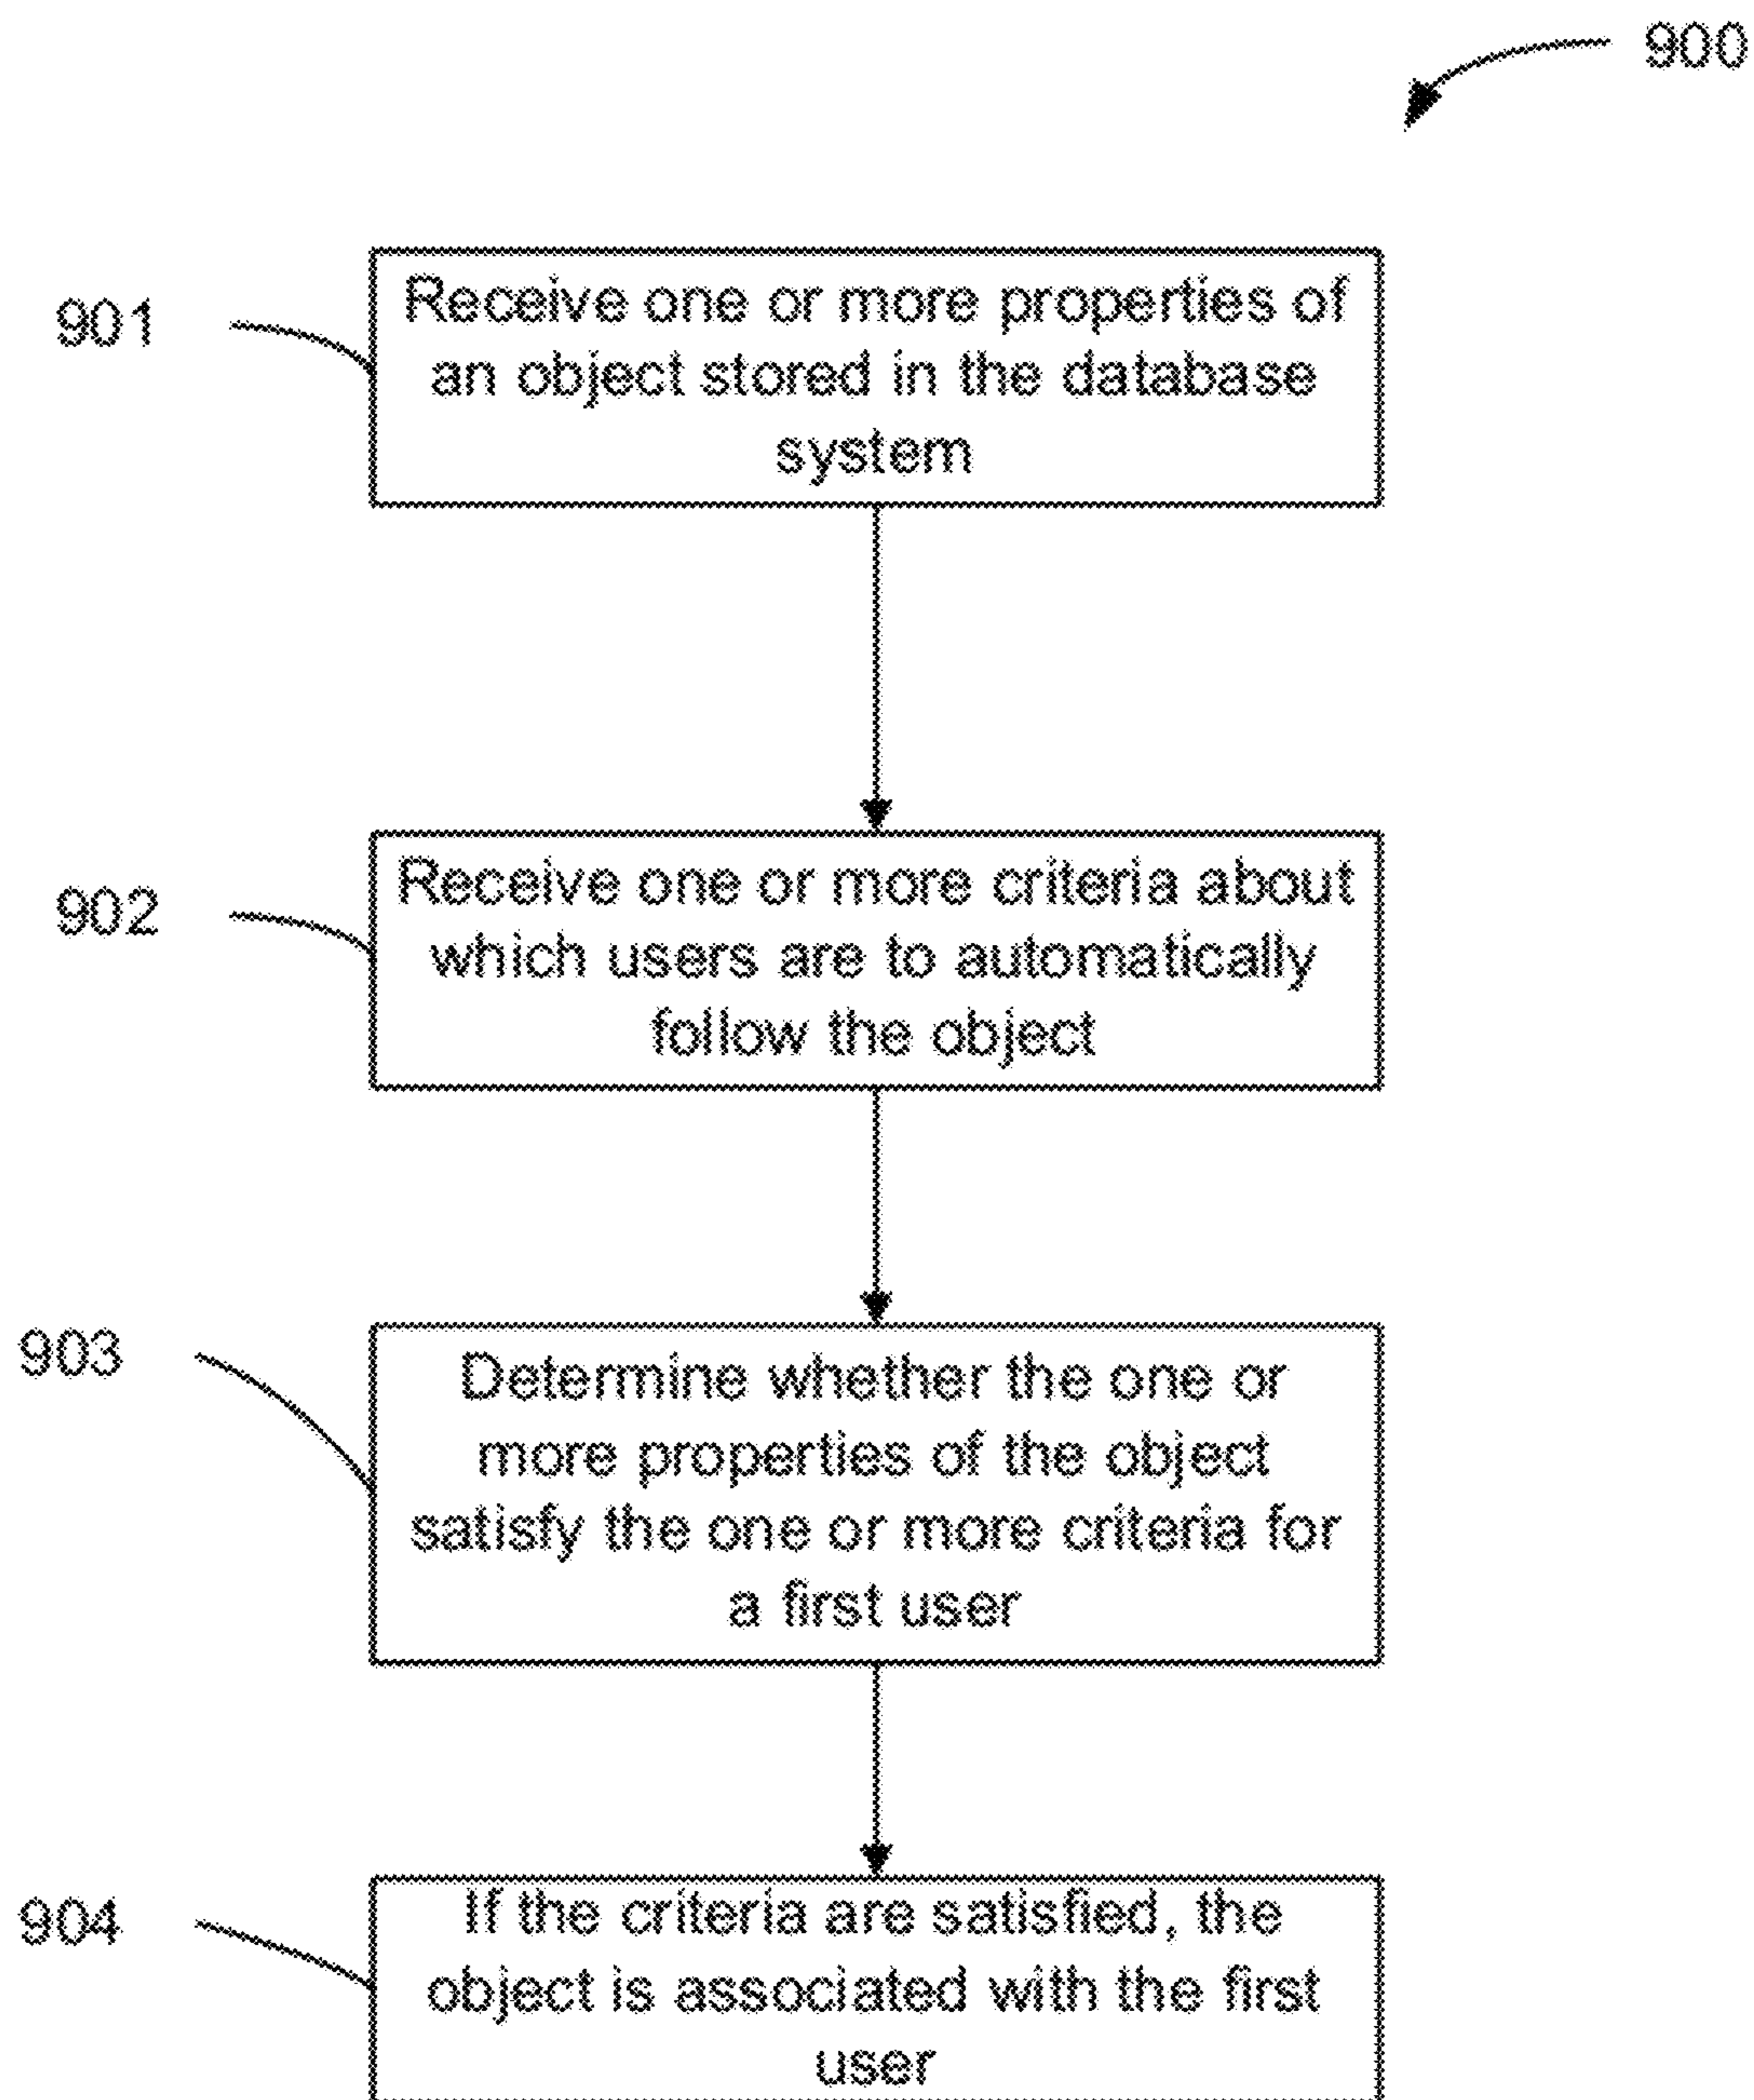 900
901
Receive one or more properties of
an object stored in the database
system
902
Receive one or more criteria about
which users are to automatically
follow the object
903
Determine whether the one or
more properties of the object
satisfy the one or more criteria for
a first user
904
If the criteria are satisfied, the
object is associated with the first
user